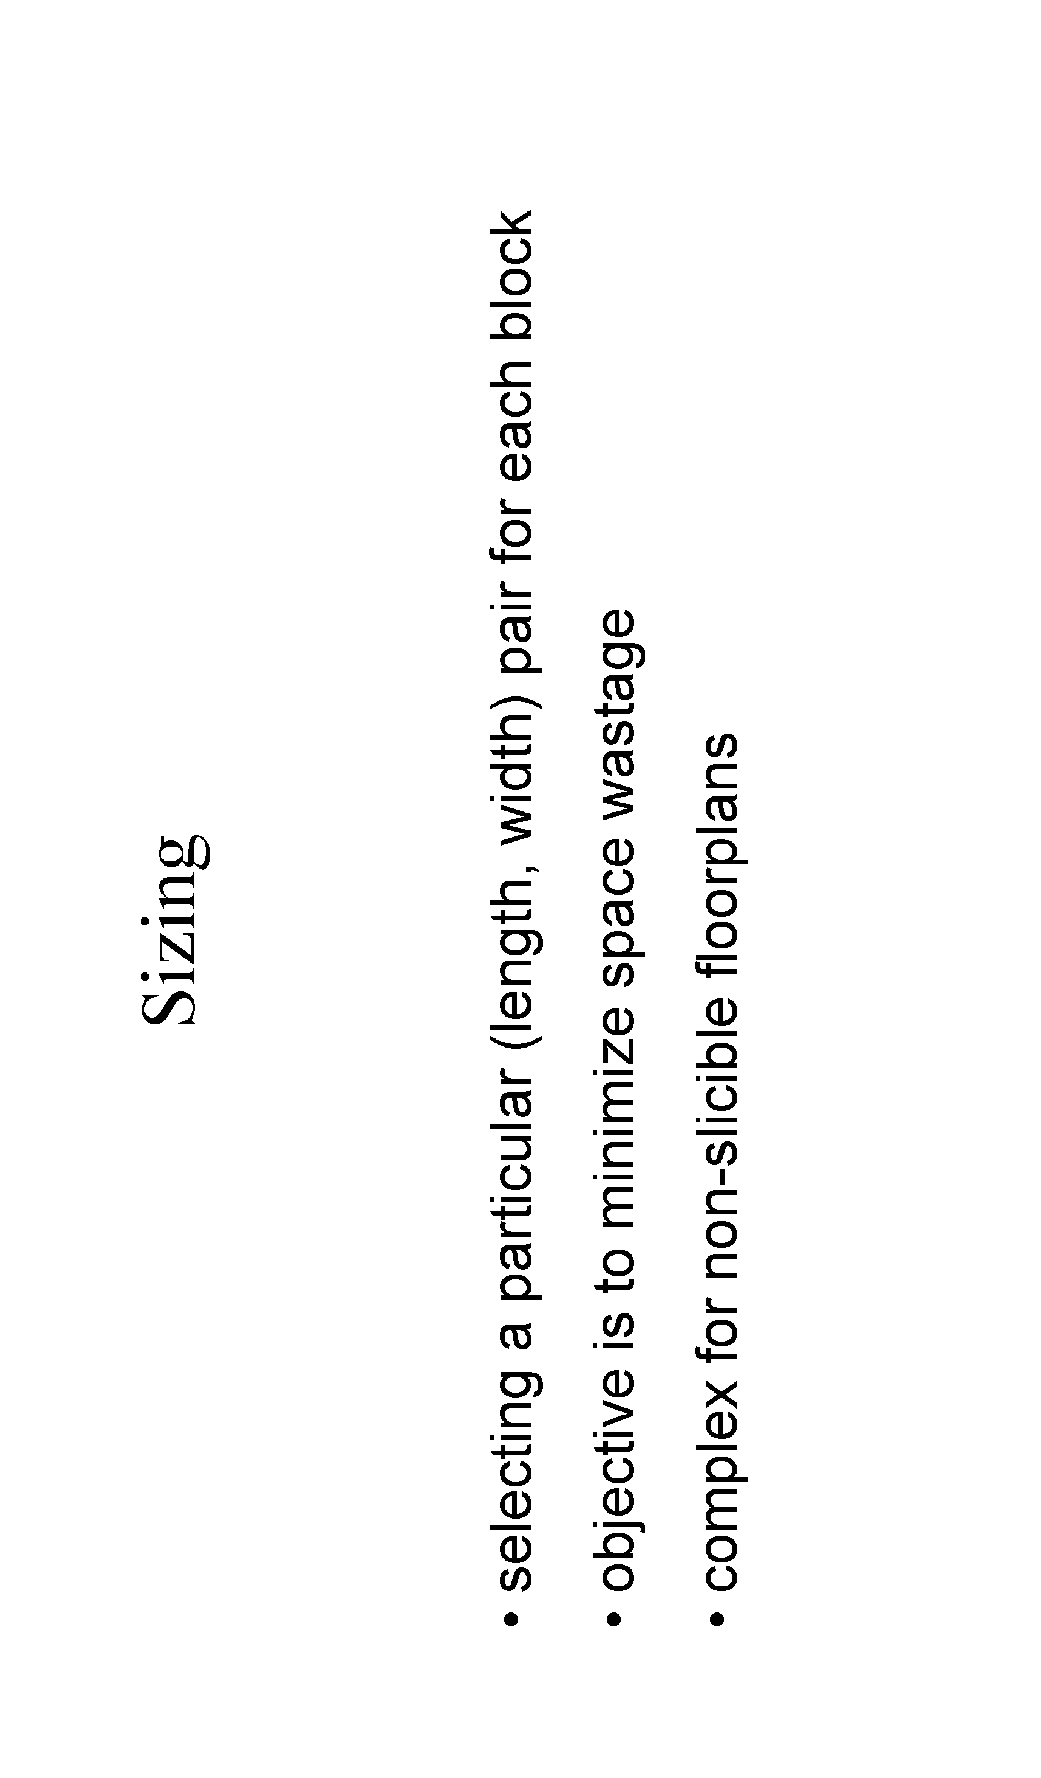 Sizing
• selecting a particular (length, width) pair for each block
• objective is to minimize space wastage
• complex for non-slicible floorplans